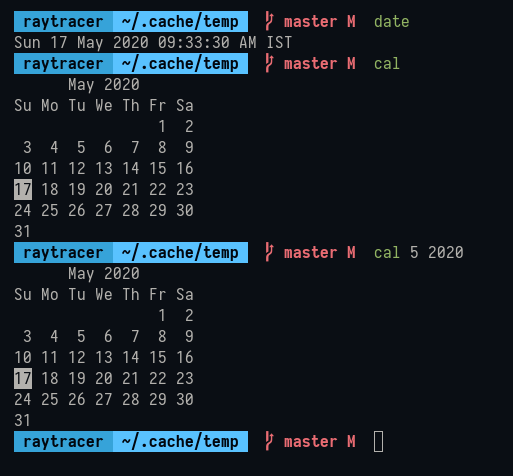 raytracer ~/.cache/temp master M date
Sun 17 May 2020 09:33:30 AM IST
raytracer ~/.cache/temp master M cal
      May 2020
Su Mo Tu We Th Fr Sa
                1  2
 3  4  5  6  7  8  9
10 11 12 13 14 15 16
17 18 19 20 21 22 23
24 25 26 27 28 29 30
31
raytracer ~/.cache/temp master M cal 5 2020
      May 2020
Su Mo Tu We Th Fr Sa
                1  2
 3  4  5  6  7  8  9
10 11 12 13 14 15 16
17 18 19 20 21 22 23
24 25 26 27 28 29 30
31
raytracer ~/.cache/temp master M